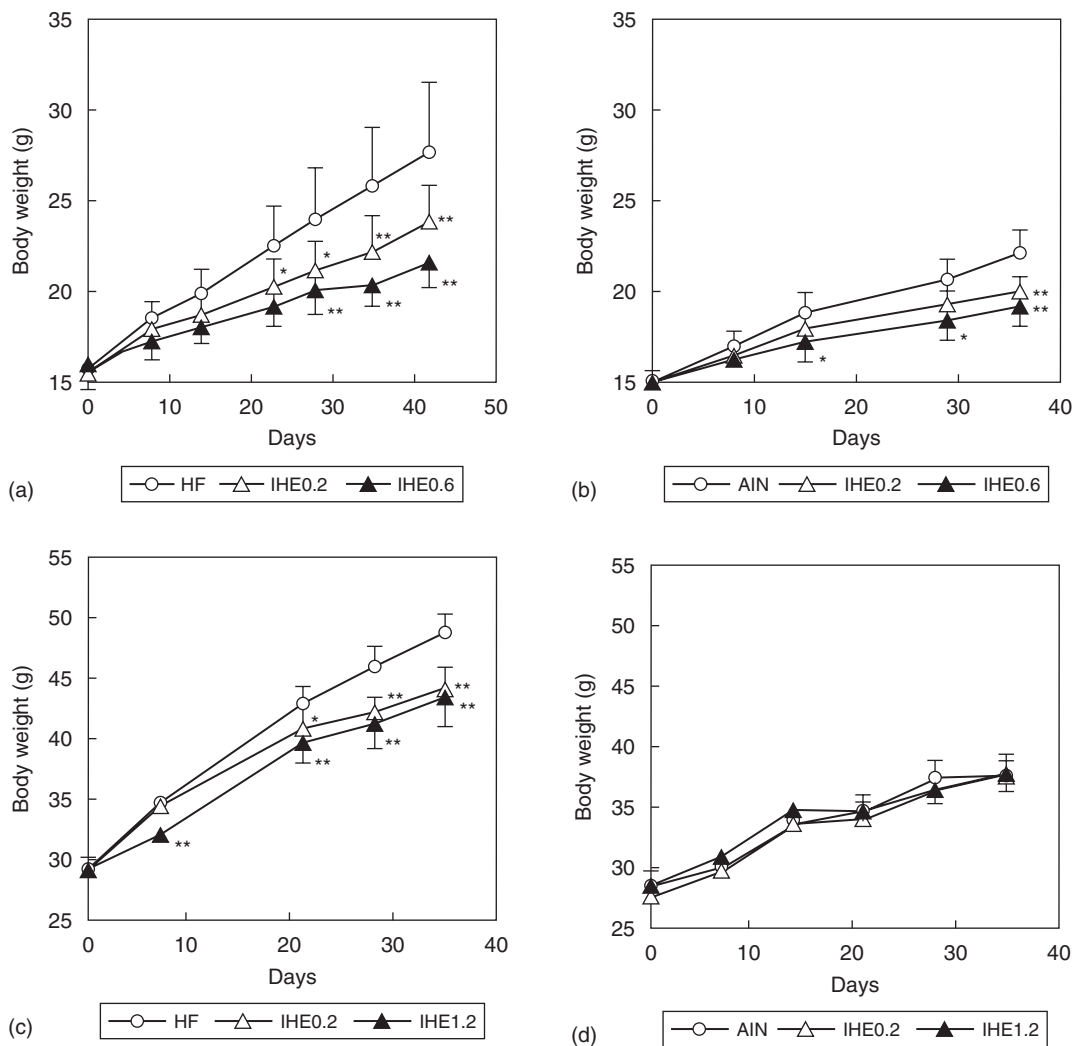 35
30
25
20
15
Body weight (g)
*
*
**
**
**
**
**
0 10 20 30 40 50
Days
(a) HF IHE0.2 IHE0.6
35
30
25
20
15
Body weight (g)
*
*
**
**
0 10 20 30 40
Days
(b) AIN IHE0.2 IHE0.6
55
50
45
40
35
30
25
Body weight (g)
**
*
**
**
**
**
**
0 10 20 30 40
Days
(c) HF IHE0.2 IHE1.2
55
50
45
40
35
30
25
Body weight (g)
0 10 20 30 40
Days
(d) AIN IHE0.2 IHE1.2